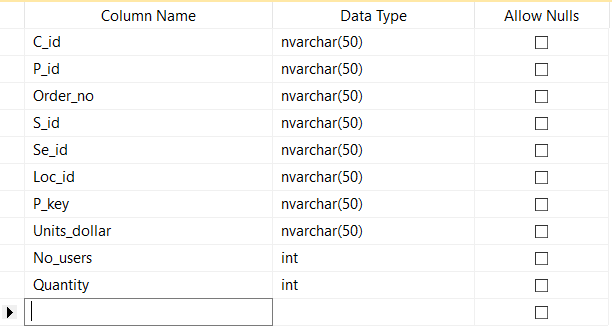 Column Name Data Type Allow Nulls
C_id nvarchar(50)
P_id nvarchar(50)
Order_no nvarchar(50)
S_id nvarchar(50)
Se_id nvarchar(50)
Loc_id nvarchar(50)
P_key nvarchar(50)
Units_dollar nvarchar(50)
No_users int
Quantity int